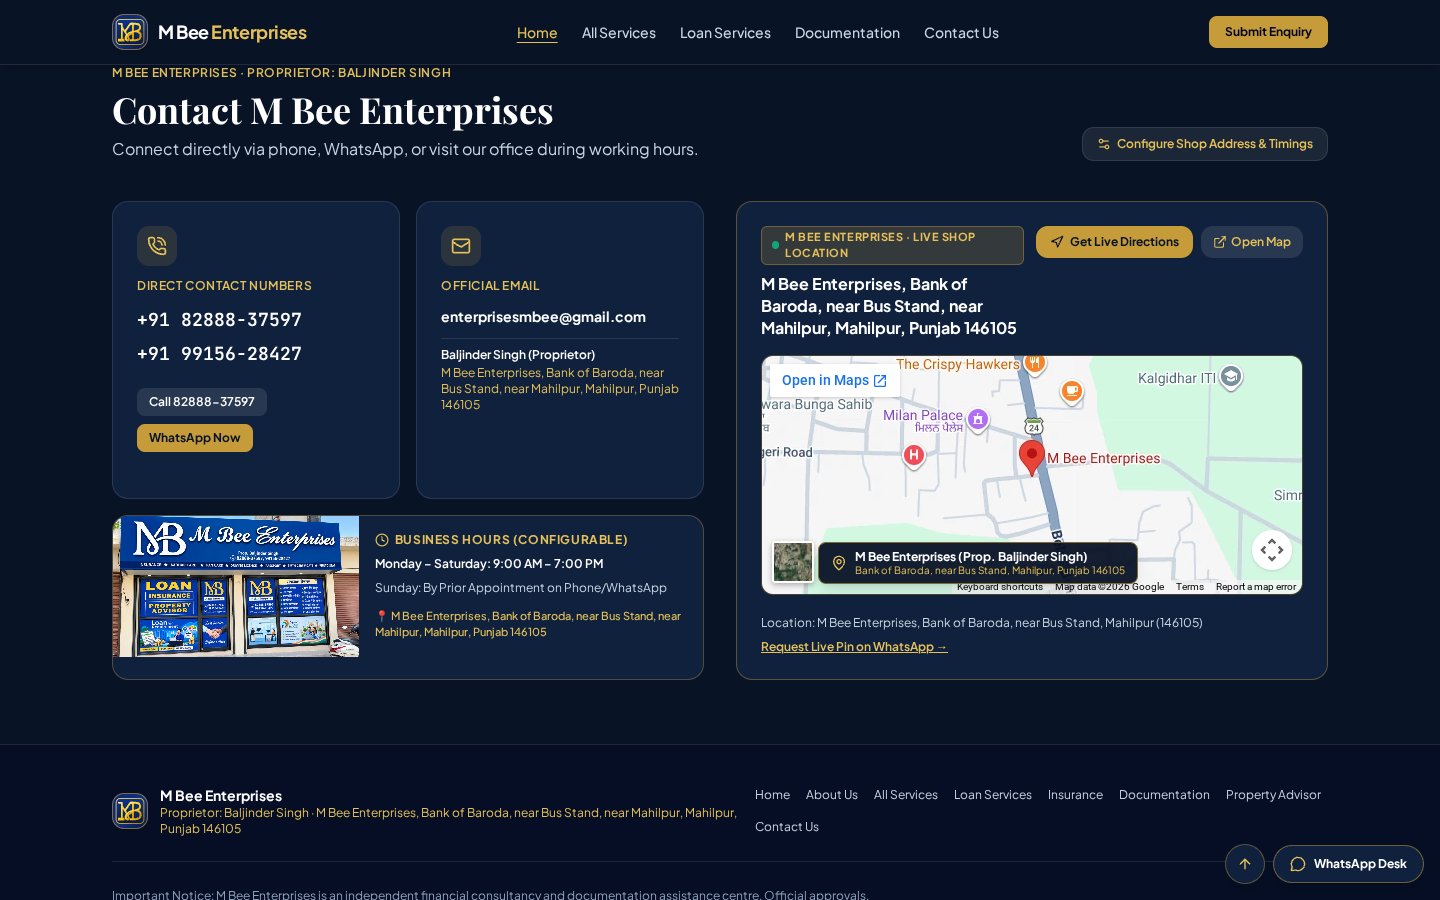 M Bee Enterprises
Home
All Services
Loan Services
Documentation
Contact Us
Submit Enquiry
M BEE ENTERPRISES · PROPRIETOR: BALJINDER SINGH
Contact M Bee Enterprises
Connect directly via phone, WhatsApp, or visit our office during working hours.
Configure Shop Address & Timings
DIRECT CONTACT NUMBERS
+91 82888-37597
+91 99156-28427
Call 82888-37597
WhatsApp Now
OFFICIAL EMAIL
enterprisesmbee@gmail.com
Baljinder Singh (Proprietor)
M Bee Enterprises, Bank of Baroda, near
Bus Stand, near Mahilpur, Mahilpur, Punjab
146105
MB M Bee Enterprises
LOAN
INSURANCE
PROPERTY
ADVISOR
BUSINESS HOURS (CONFIGURABLE)
Monday – Saturday: 9:00 AM – 7:00 PM
Sunday: By Prior Appointment on Phone/WhatsApp
📍 M Bee Enterprises, Bank of Baroda, near Bus Stand, near
Mahilpur, Mahilpur, Punjab 146105
M BEE ENTERPRISES · LIVE SHOP
LOCATION
Get Live Directions
Open Map
M Bee Enterprises, Bank of
Baroda, near Bus Stand, near
Mahilpur, Mahilpur, Punjab 146105
The Crispy Hawkers
Open in Maps
Kalgidhar ITI
wara Bunga Sahib
Milan Palace
ਮਿਲਨ ਪੈਲੇਸ
24
geri Road
H
M Bee Enterprises
Simr
M Bee Enterprises (Prop. Baljinder Singh)
Bank of Baroda, near Bus Stand, Mahilpur, Punjab 146105
Keyboard shortcuts
Map data ©2026 Google
Terms
Report a map error
Location: M Bee Enterprises, Bank of Baroda, near Bus Stand, Mahilpur (146105)
Request Live Pin on WhatsApp →
M Bee Enterprises
Proprietor: Baljinder Singh · M Bee Enterprises, Bank of Baroda, near Bus Stand, near Mahilpur, Mahilpur,
Punjab 146105
Home
About Us
All Services
Loan Services
Insurance
Documentation
Property Advisor
Contact Us
WhatsApp Desk
Important Notice: M Bee Enterprises is an independent financial consultancy and documentation assistance centre. Official approvals,